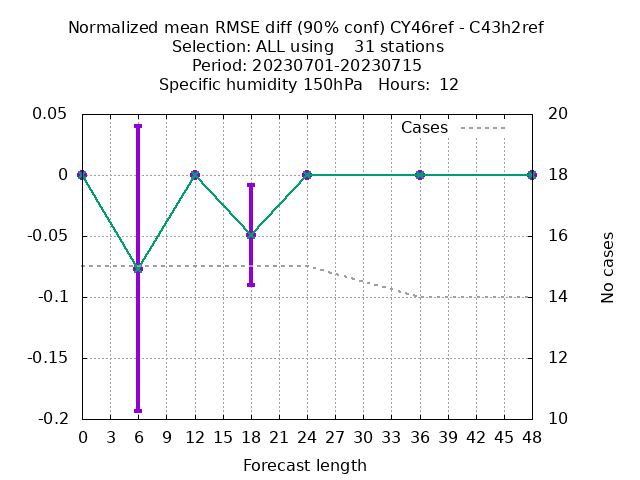 Normalized mean RMSE diff (90% conf) CY46ref - C43h2ref
Selection: ALL using    31 stations
Period: 20230701-20230715
Specific humidity 150hPa   Hours:  12
0.05
0
-0.05
-0.1
-0.15
-0.2
Cases
20
18
16
14
12
10
No cases
0 3 6 9 12 15 18 21 24 27 30 33 36 39 42 45 48
Forecast length